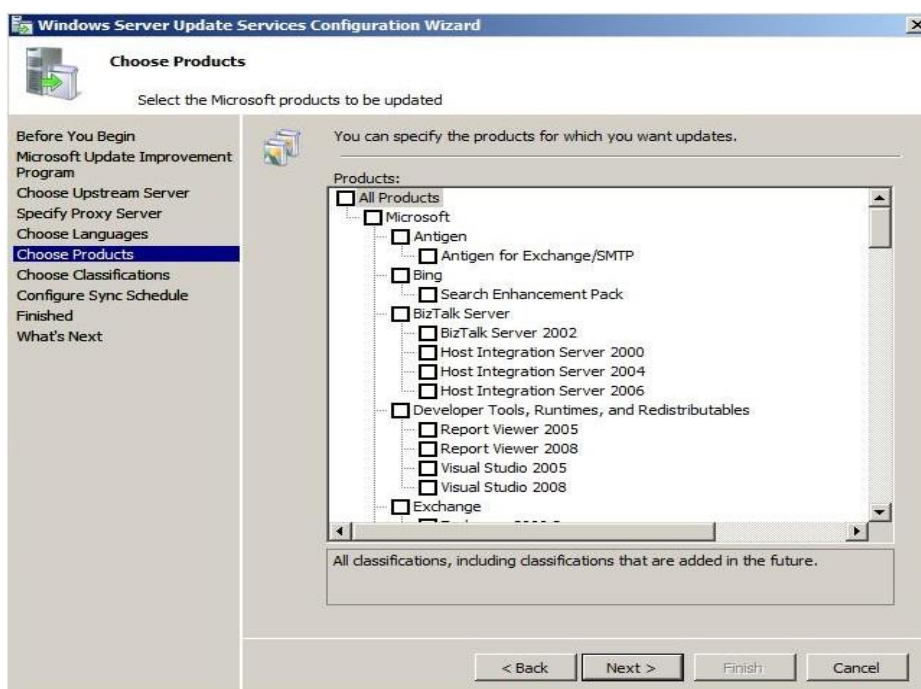 Windows Server Update Services Configuration Wizard
Choose Products
Select the Microsoft products to be updated
Before You Begin
Microsoft Update Improvement
Program
Choose Upstream Server
Specify Proxy Server
Choose Languages
Choose Products
Choose Classifications
Configure Sync Schedule
Finished
What's Next
You can specify the products for which you want updates.
Products:
All Products
Microsoft
Antigen
Antigen for Exchange/SMTP
Bing
Search Enhancement Pack
BizTalk Server
BizTalk Server 2002
Host Integration Server 2000
Host Integration Server 2004
Host Integration Server 2006
Developer Tools, Runtimes, and Redistributables
Report Viewer 2005
Report Viewer 2008
Visual Studio 2005
Visual Studio 2008
Exchange
All classifications, including classifications that are added in the future.
< Back
Next >
Finish
Cancel